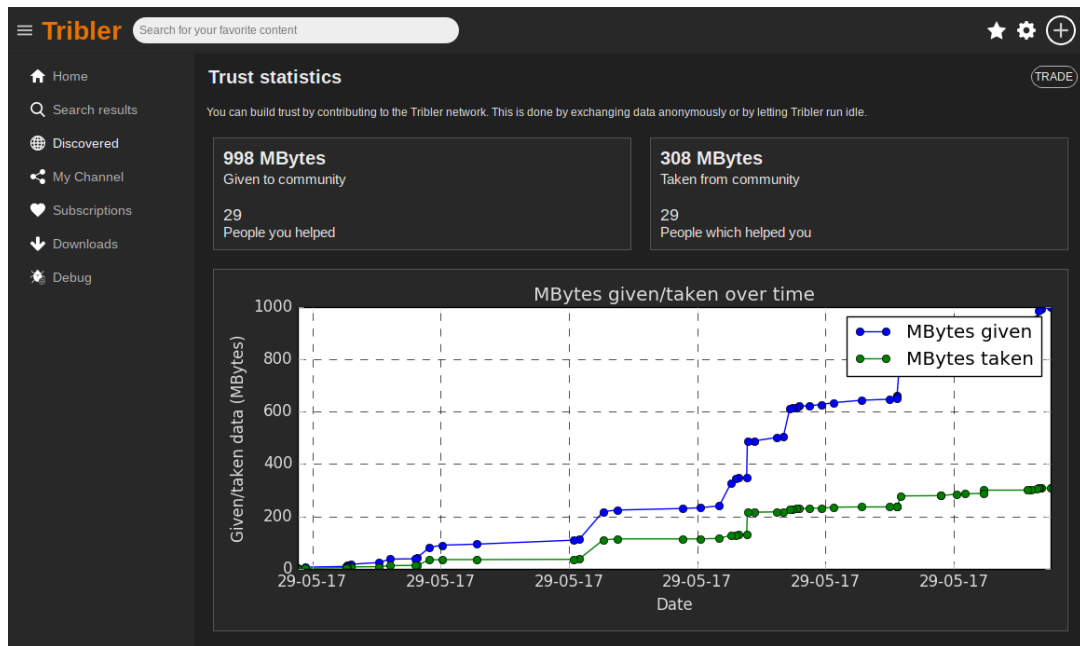 Tribler
Search for your favorite content
Home
Search results
Discovered
My Channel
Subscriptions
Downloads
Debug
Trust statistics
TRADE
You can build trust by contributing to the Tribler network. This is done by exchanging data anonymously or by letting Tribler run idle.
998 MBytes
Given to community
29
People you helped
308 MBytes
Taken from community
29
People which helped you
MBytes given/taken over time
MBytes given
MBytes taken
Given/taken data (MBytes)
1000
800
600
400
200
0
29-05-17 29-05-17 29-05-17 29-05-17 29-05-17 29-05-17
Date